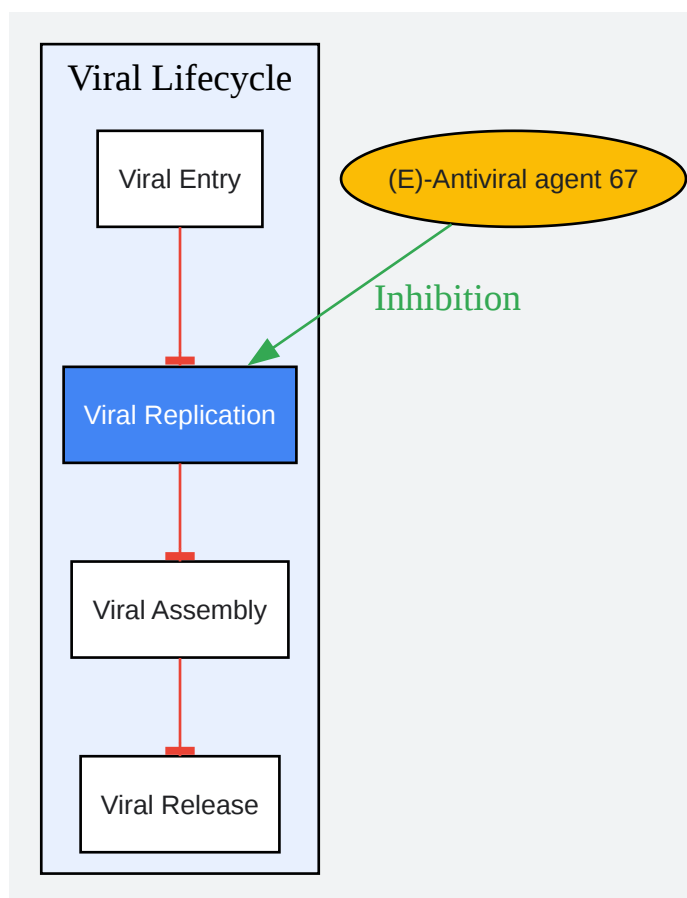 Viral Lifecycle
Viral Entry
(E)-Antiviral agent 67
Inhibition
Viral Replication
Viral Assembly
Viral Release